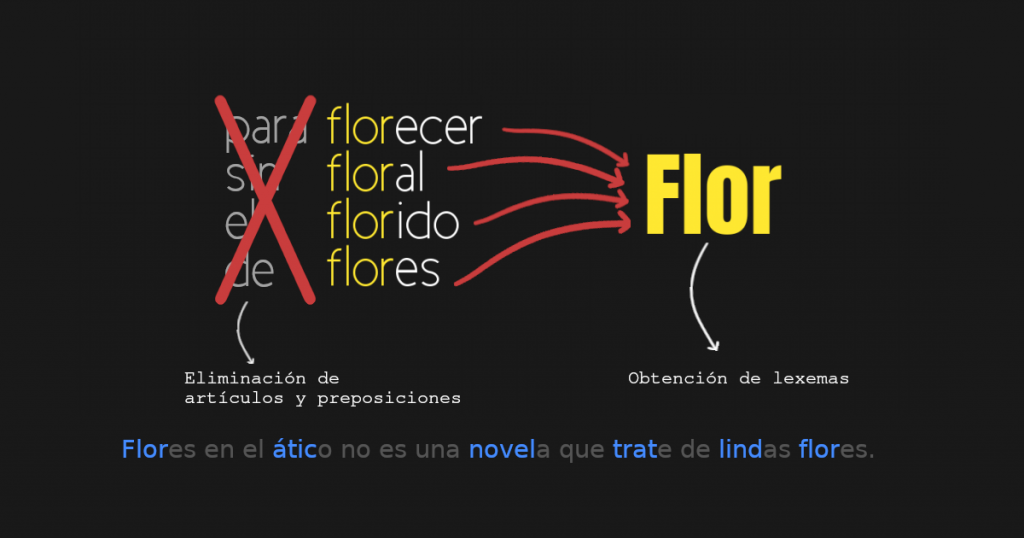 para florecer
sin floral
el florido
de flores
Flor
Eliminación de
artículos y preposiciones
Obtención de lexemas
Flores en el ático no es una novela que trate de lindas flores.